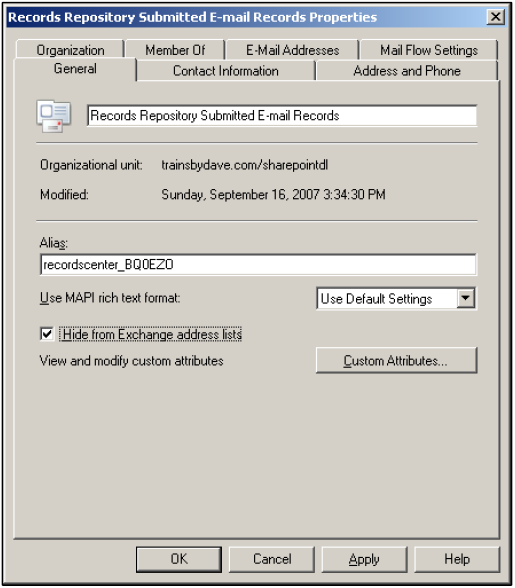 Records Repository Submitted E-mail Records Properties
Organization Member Of E-Mail Addresses Mail Flow Settings
General Contact Information Address and Phone
Records Repository Submitted E-mail Records
Organizational unit: trainsbydave.com/sharepointdl
Modified: Sunday, September 16, 2007 3:34:30 PM
Alias:
recordscenter_BQ0EZO
Use MAPI rich text format: Use Default Settings
Hide from Exchange address lists
View and modify custom attributes Custom Attributes...
OK Cancel Apply Help